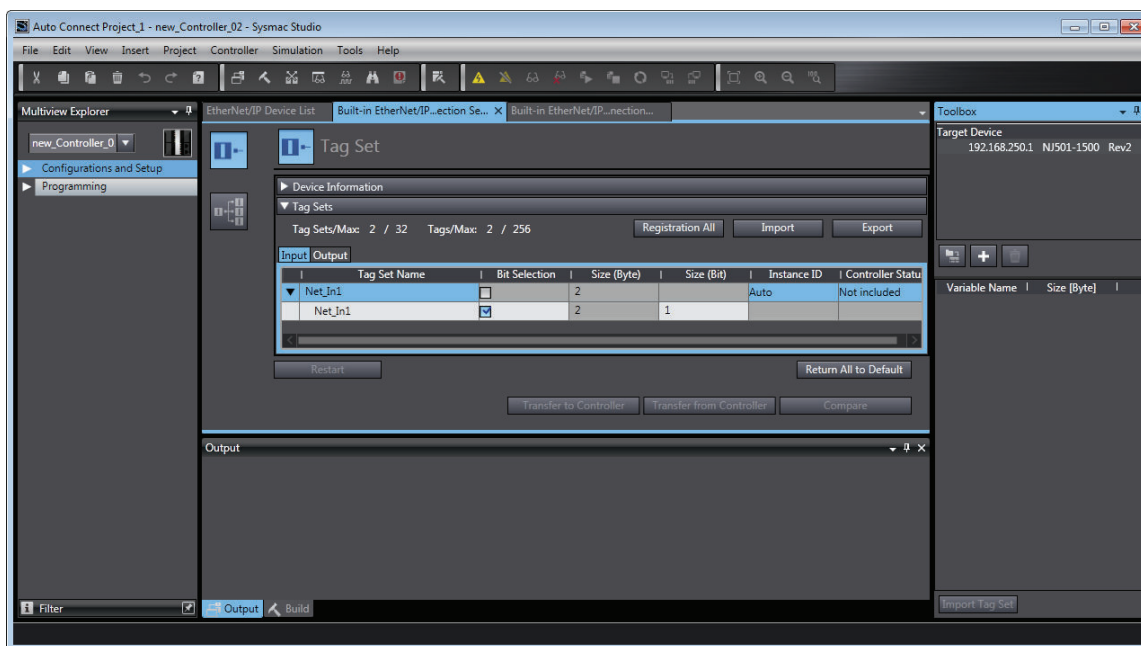 Auto Connect Project_1 - new_Controller_02 - Sysmac Studio
File Edit View Insert Project Controller Simulation Tools Help
Multiview Explorer
new_Controller_0
Configurations and Setup
Programming
EtherNet/IP Device List Built-in EtherNet/IP...ection Se... X Built-in EtherNet/IP...nnection...
Tag Set
Device Information
Tag Sets
Tag Sets/Max: 2 / 32 Tags/Max: 2 / 256 Registration All Import Export
Input Output
Tag Set Name Bit Selection Size (Byte) Size (Bit) Instance ID Controller Statu
Net_In1 2 Auto Not included
Net_In1 2 1
Restart Return All to Default
Transfer to Controller Transfer from Controller Compare
Output
Toolbox
Target Device
192.168.250.1 NJ501-1500 Rev2
Variable Name Size [Byte]
Import Tag Set
Filter
Output Build